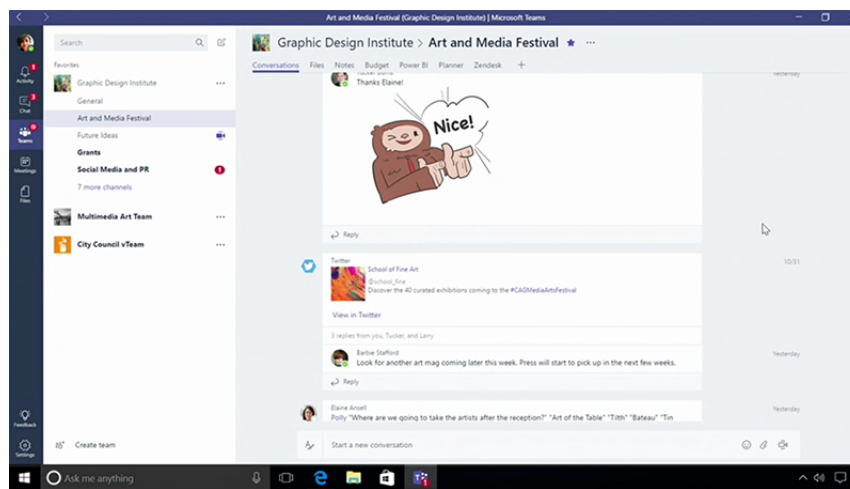 Art and Media Festival (Graphic Design Institute) | Microsoft Teams
Search
Graphic Design Institute > Art and Media Festival
Activity
Chat
Teams
Meetings
Files
Feedback
Settings
Favorites
Graphic Design Institute
General
Art and Media Festival
Future Ideas
Grants
Social Media and PR
1
7 more channels
Multimedia Art Team
City Council vTeam
Create team
Conversations Files Notes Budget Power BI Planner Zendesk
Yesterday
Thanks Elaine!
Nice!
Reply
Twitter
10/31
School of Fine Art
@school_fine
Discover the 40 curated exhibitions coming to the #CAGMediaArtsFestival
View in Twitter
3 replies from you, Tucker, and Larry
Barbie Stafford
Yesterday
Look for another art mag coming later this week. Press will start to pick up in the next few weeks.
Reply
Elaine Ansell
Yesterday
Polly "Where are we going to take the artists after the reception?" "Art of the Table" "Tilth" "Bateau" "Tin
Start a new conversation
Ask me anything